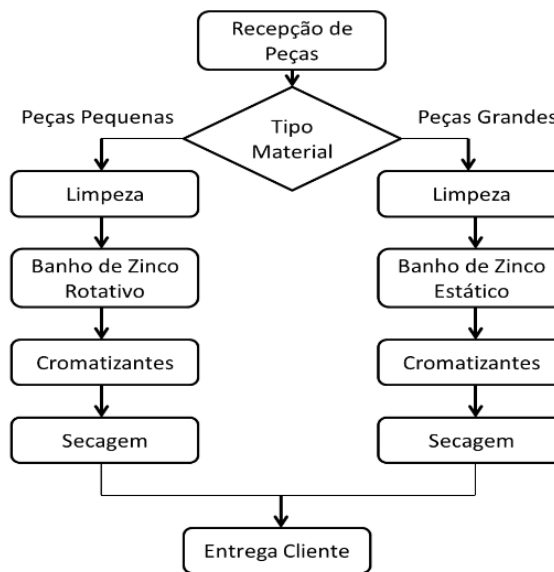 Recepção de
Peças
Peças Pequenas
Peças Grandes
Tipo
Material
Limpeza
Limpeza
Banho de Zinco
Rotativo
Banho de Zinco
Estático
Cromatizantes
Cromatizantes
Secagem
Secagem
Entrega Cliente